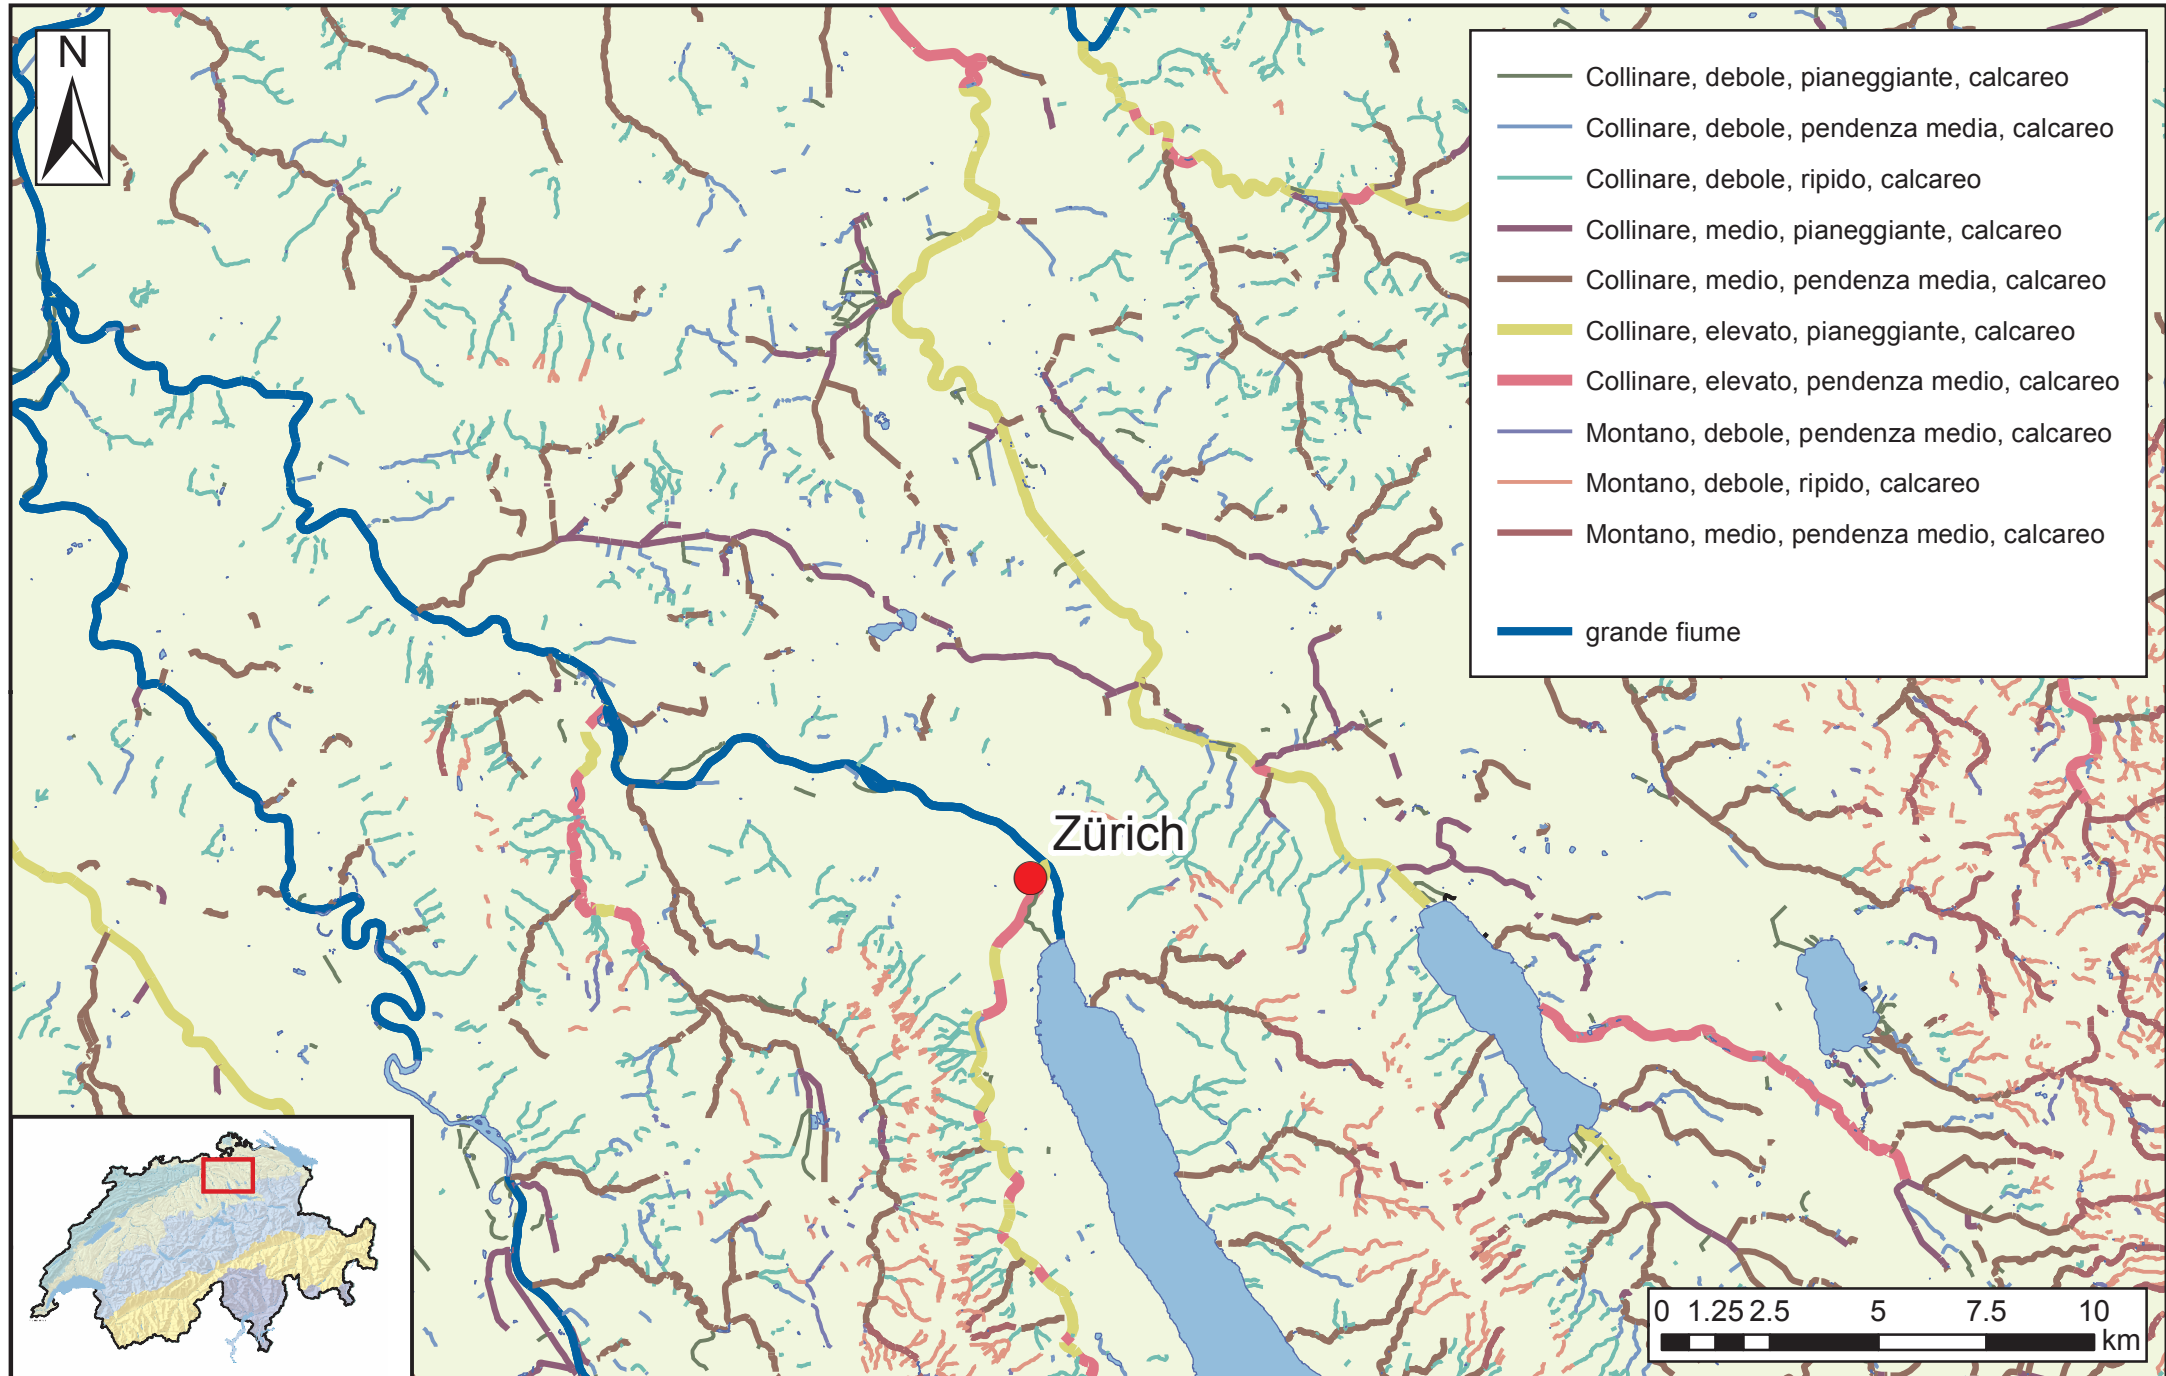 N
Collinare, debole, pianeggiante, calcareo
Collinare, debole, pendenza media, calcareo
Collinare, debole, ripido, calcareo
Collinare, medio, pianeggiante, calcareo
Collinare, medio, pendenza media, calcareo
Collinare, elevato, pianeggiante, calcareo
Collinare, elevato, pendenza medio, calcareo
Montano, debole, pendenza medio, calcareo
Montano, debole, ripido, calcareo
Montano, medio, pendenza medio, calcareo
grande fiume
Zürich
0 1.25 2.5 5 7.5 10
km